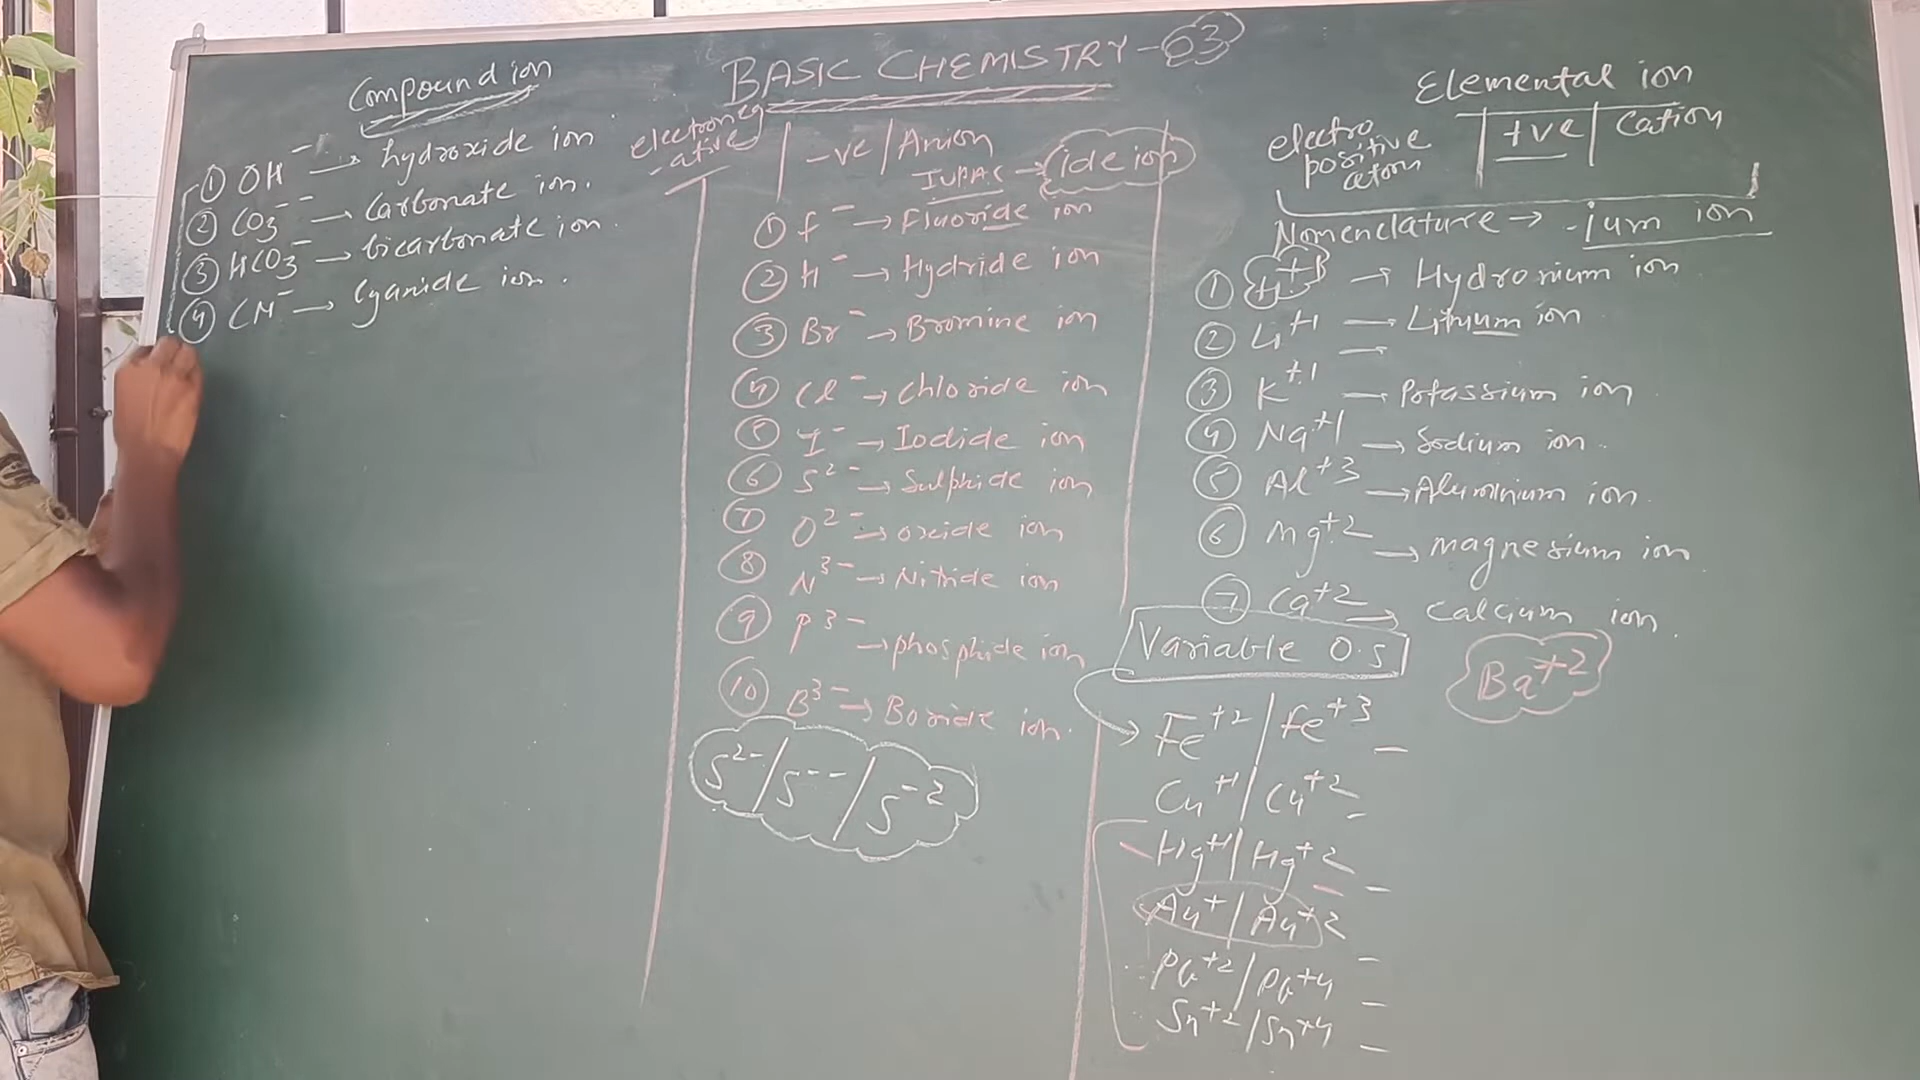 BASIC CHEMISTRY-03
Compound ion
① OH⁻ → hydroxide ion
② CO₃⁻⁻ → Carbonate ion.
③ HCO₃⁻ → bicarbonate ion.
④ CN⁻ → Cyanide ion.
electroneg
-ative | -ve | Anion
IUPAC → ide ion
① F⁻ → Fluoride ion
② H⁻ → Hydride ion
③ Br⁻ → Bromine ion
④ Cl⁻ → Chloride ion
⑤ I⁻ → Iodide ion
⑥ S²⁻ → Sulphide ion
⑦ O²⁻ → oxide ion
⑧ N³⁻ → Nitride ion
⑨ P³⁻ → phosphide ion
⑩ B³⁻ → Boride ion.
S²⁻ / S⁻⁻ / S⁻²
Elemental ion
electro
positive
atom | +ve | Cation
Nomenclature → -ium ion
① H⁺¹ → Hydronium ion
② Li⁺¹ → Lithium ion
③ K⁺¹ → Potassium ion
④ Na⁺¹ → Sodium ion.
⑤ Al⁺³ → Aluminium ion.
⑥ Mg⁺² → magnesium ion
⑦ Ca⁺² → Calcium ion.
Variable O.S
Ba⁺²
Fe⁺² / Fe⁺³ –
Cu⁺¹ / Cu⁺² –
Hg⁺¹ / Hg⁺² –
Au⁺ / Au⁺² –
Pb⁺² / Pb⁺⁴ –
Sn⁺² / Sn⁺⁴ –